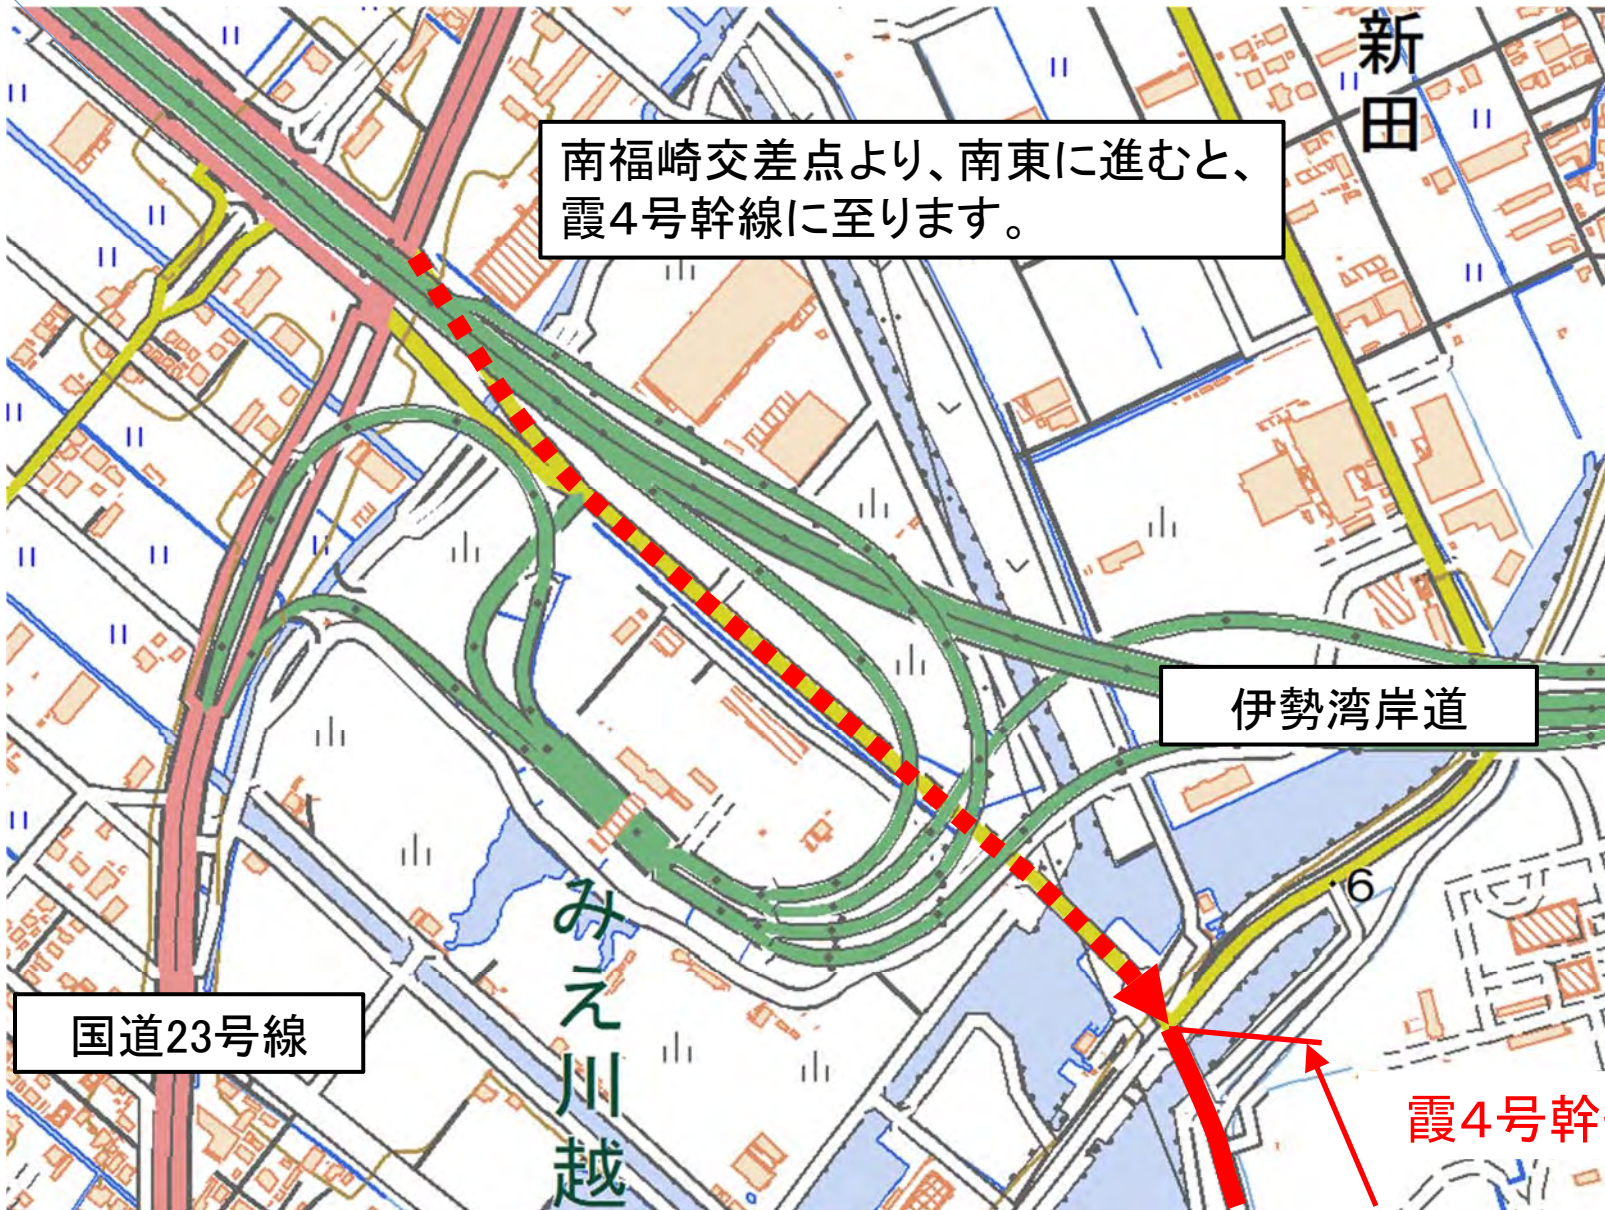 新田
南福崎交差点より、南東に進むと、
霞4号幹線に至ります。
伊勢湾岸道
6
国道23号線
みえ川越
霞4号幹